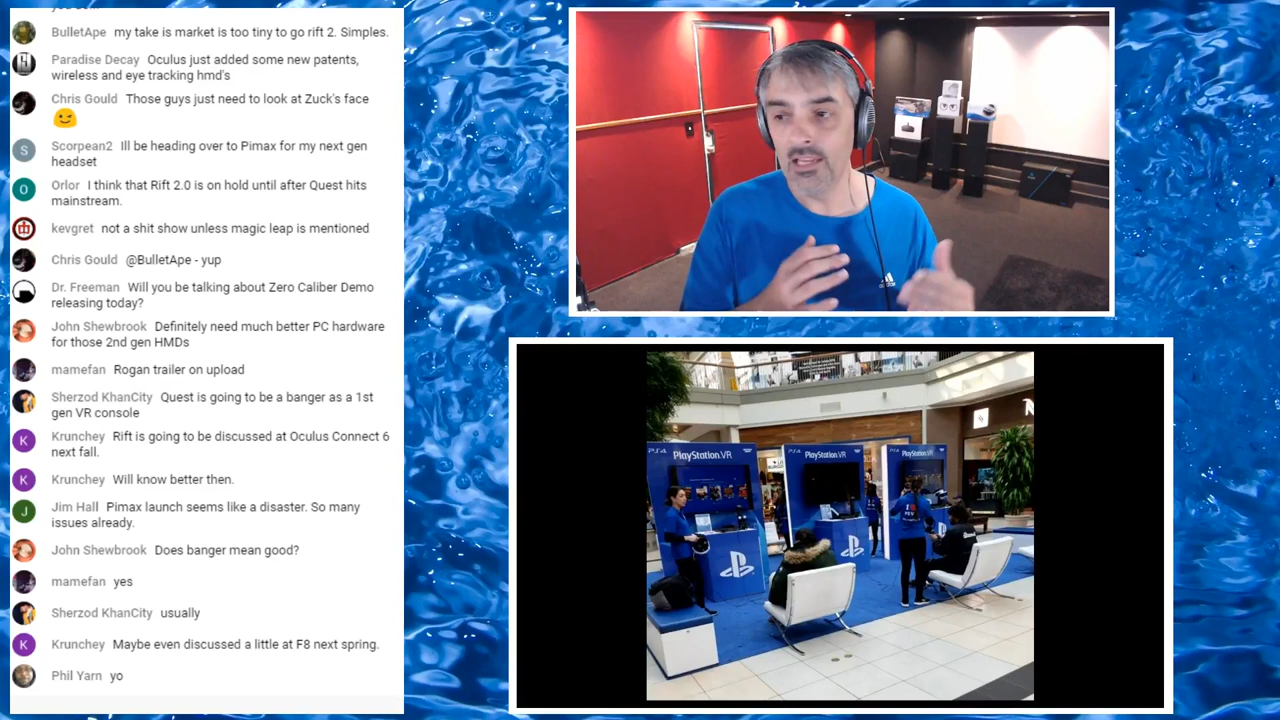 BulletApe my take is market is too tiny to go rift 2. Simples.
Paradise Decay Oculus just added some new patents,
wireless and eye tracking hmd's
Chris Gould Those guys just need to look at Zuck's face
😉
S Scorpean2 Ill be heading over to Pimax for my next gen
headset
O Orlor I think that Rift 2.0 is on hold until after Quest hits
mainstream.
kevgret not a shit show unless magic leap is mentioned
Chris Gould @BulletApe - yup
Dr. Freeman Will you be talking about Zero Caliber Demo
releasing today?
John Shewbrook Definitely need much better PC hardware
for those 2nd gen HMDs
mamefan Rogan trailer on upload
Sherzod KhanCity Quest is going to be a banger as a 1st
gen VR console
K Krunchey Rift is going to be discussed at Oculus Connect 6
next fall.
K Krunchey Will know better then.
J Jim Hall Pimax launch seems like a disaster. So many
issues already.
John Shewbrook Does banger mean good?
mamefan yes
Sherzod KhanCity usually
K Krunchey Maybe even discussed a little at F8 next spring.
Phil Yarn yo
adidas
PS4 PlayStation VR
PS4 PlayStation VR
PS4 PlayStation VR